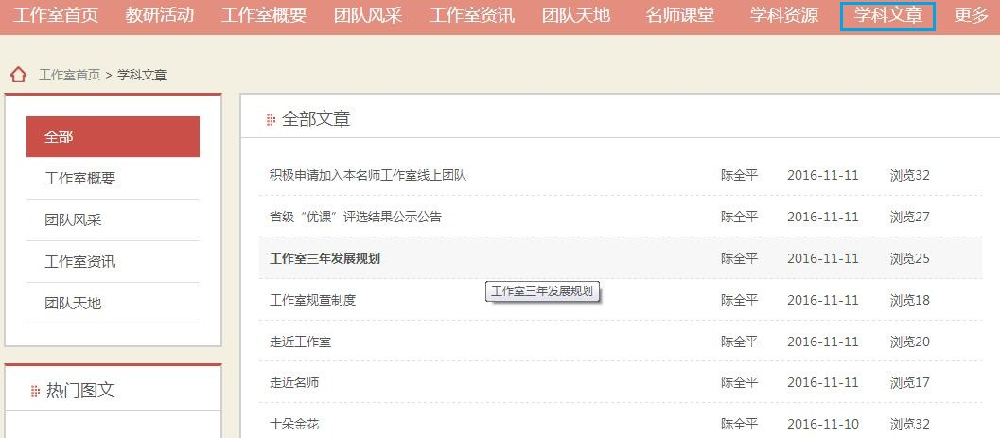 工作室首页 教研活动 工作室概要 团队风采 工作室资讯 团队天地 名师课堂 学科资源 学科文章 更多
工作室首页 > 学科文章
全部
工作室概要
团队风采
工作室资讯
团队天地
热门图文
全部文章
积极申请加入本名师工作室线上团队 陈全平 2016-11-11 浏览32
省级“优课”评选结果公示公告 陈全平 2016-11-11 浏览27
工作室三年发展规划 陈全平 2016-11-11 浏览25
工作室三年发展规划
工作室规章制度 陈全平 2016-11-11 浏览18
走近工作室 陈全平 2016-11-11 浏览20
走近名师 陈全平 2016-11-11 浏览17
十朵金花 陈全平 2016-11-10 浏览32